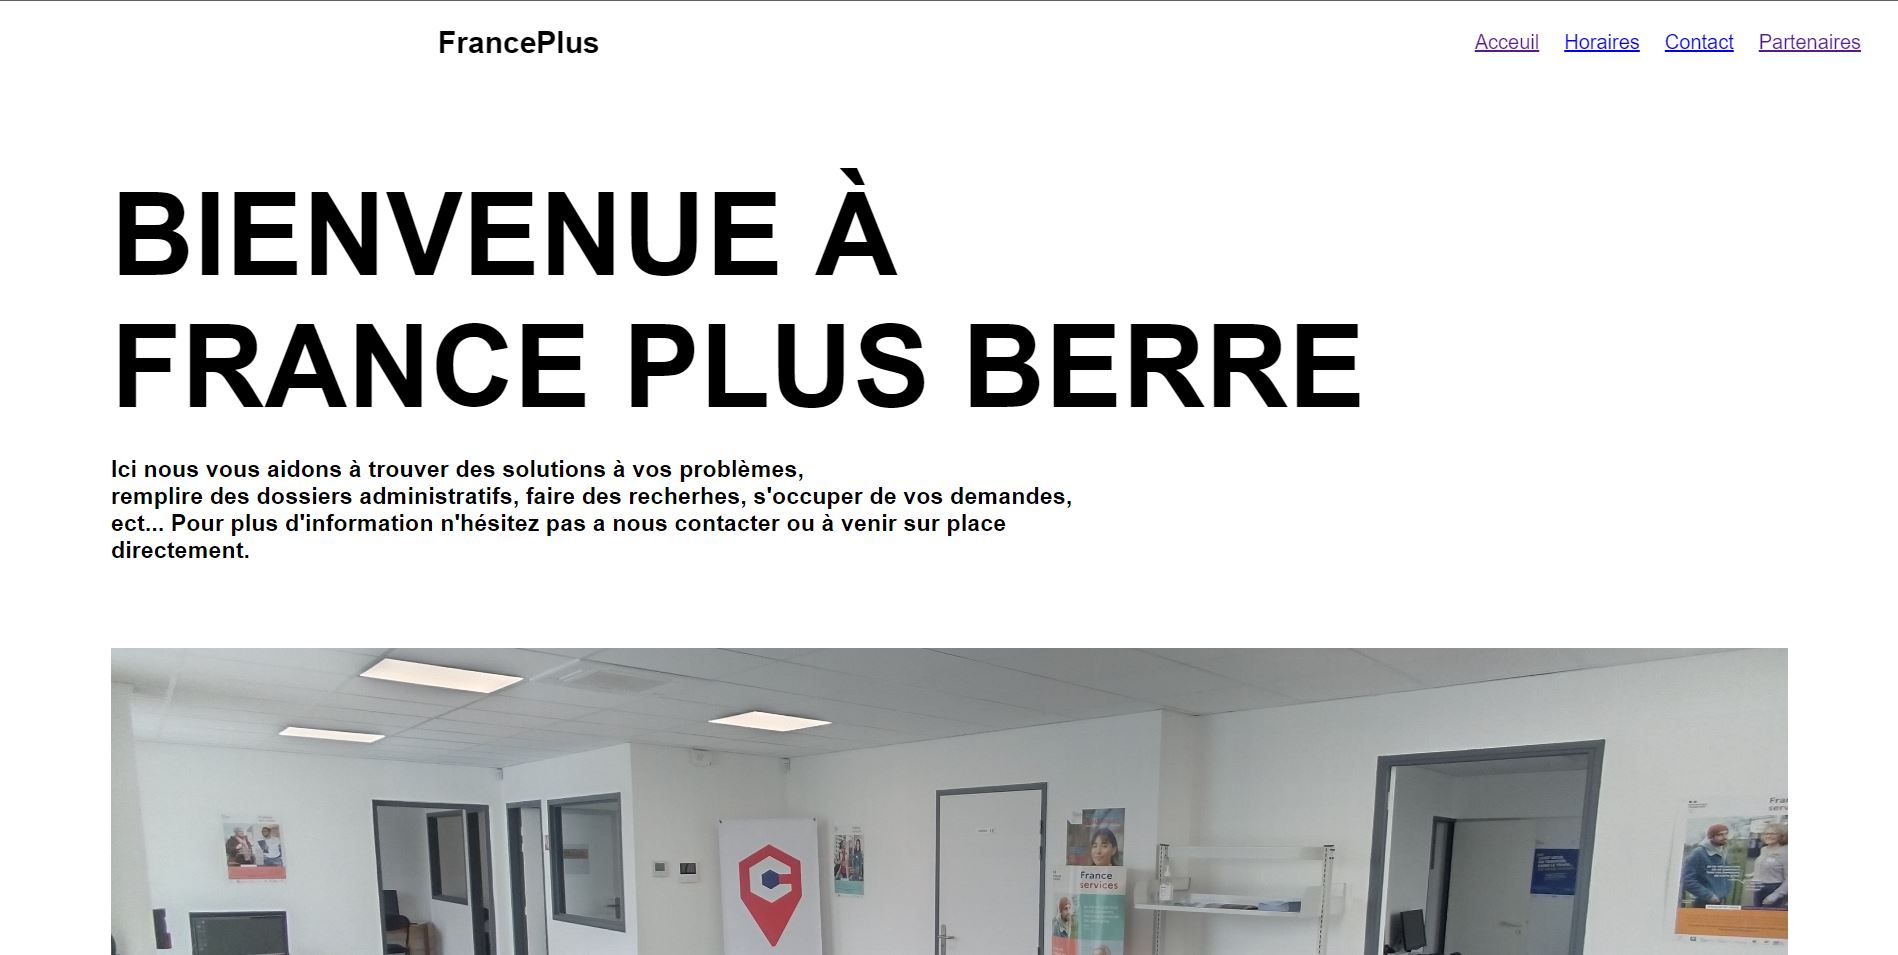 FrancePlus
Acceuil Horaires Contact Partenaires
BIENVENUE À
FRANCE PLUS BERRE
Ici nous vous aidons à trouver des solutions à vos problèmes,
remplire des dossiers administratifs, faire des recherhes, s'occuper de vos demandes,
ect... Pour plus d'information n'hésitez pas a nous contacter ou à venir sur place
directement.
France
services